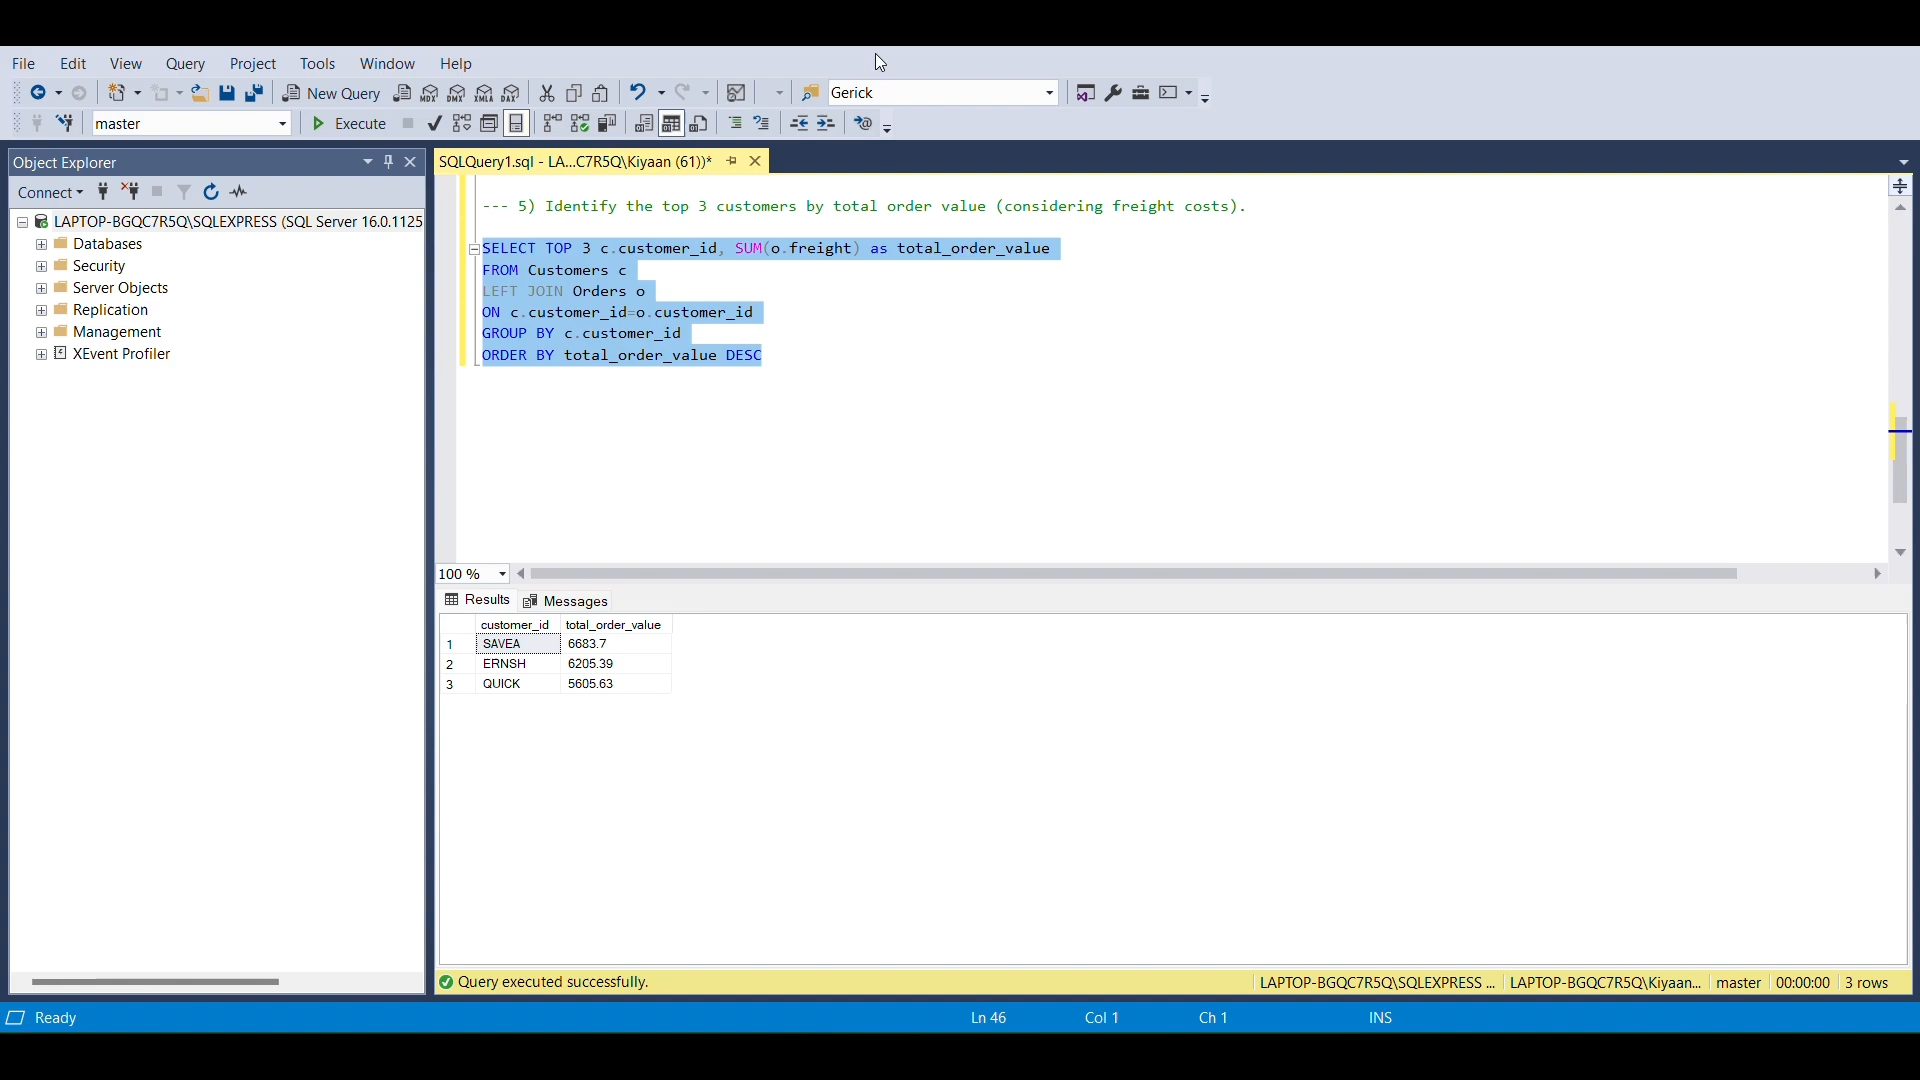 File Edit View Query Project Tools Window Help
New Query MDX DMX XMLA DAX Gerick
master Execute
Object Explorer
SQLQuery1.sql - LA...C7R5Q\Kiyaan (61))*
Connect
LAPTOP-BGQC7R5Q\SQLEXPRESS (SQL Server 16.0.1125
Databases
Security
Server Objects
Replication
Management
XEvent Profiler
--- 5) Identify the top 3 customers by total order value (considering freight costs).
SELECT TOP 3 c.customer_id, SUM(o.freight) as total_order_value
FROM Customers c
LEFT JOIN Orders o
ON c.customer_id=o.customer_id
GROUP BY c.customer_id
ORDER BY total_order_value DESC
100 %
Results Messages
customer_id total_order_value
1 SAVEA 6683.7
2 ERNSH 6205.39
3 QUICK 5605.63
Query executed successfully. LAPTOP-BGQC7R5Q\SQLEXPRESS ... LAPTOP-BGQC7R5Q\Kiyaan... master 00:00:00 3 rows
Ready Ln 46 Col 1 Ch 1 INS